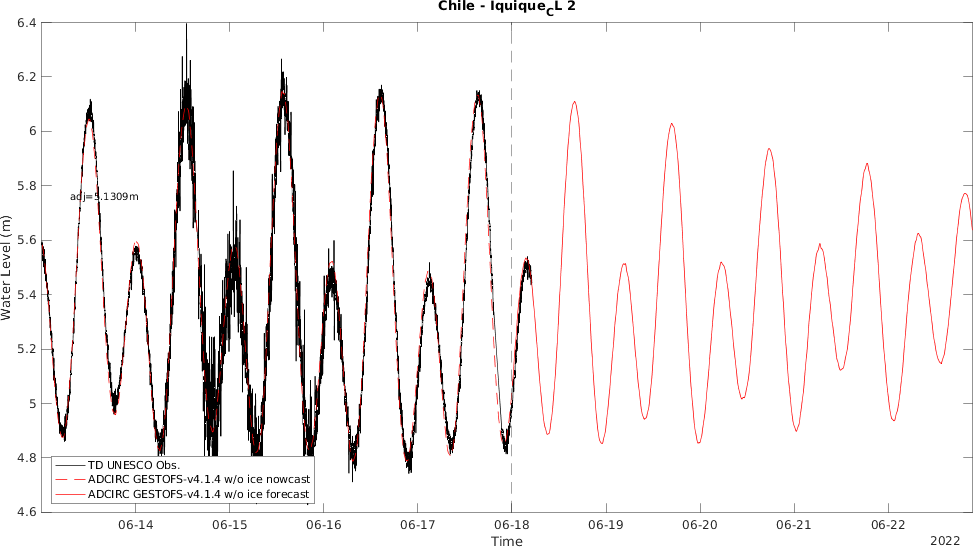 Chile - Iquique_CL 2
6.4
6.2
6
5.8
5.6
5.4
5.2
5
4.8
4.6
Water Level (m)
adj=5.1309m
TD UNESCO Obs.
ADCIRC GESTOFS-v4.1.4 w/o ice nowcast
ADCIRC GESTOFS-v4.1.4 w/o ice forecast
06-14 06-15 06-16 06-17 06-18 06-19 06-20 06-21 06-22
Time
2022